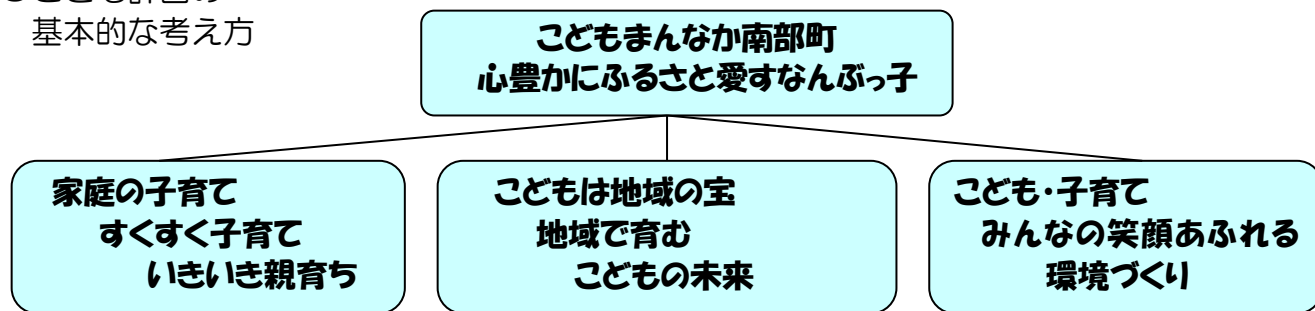 基本的な考え方
こどもまんなか南部町
心豊かにふるさと愛すなんぶっ子
家庭の子育て
すくすく子育て
いきいき親育ち
こどもは地域の宝
地域で育む
こどもの未来
こども・子育て
みんなの笑顔あふれる
環境づくり